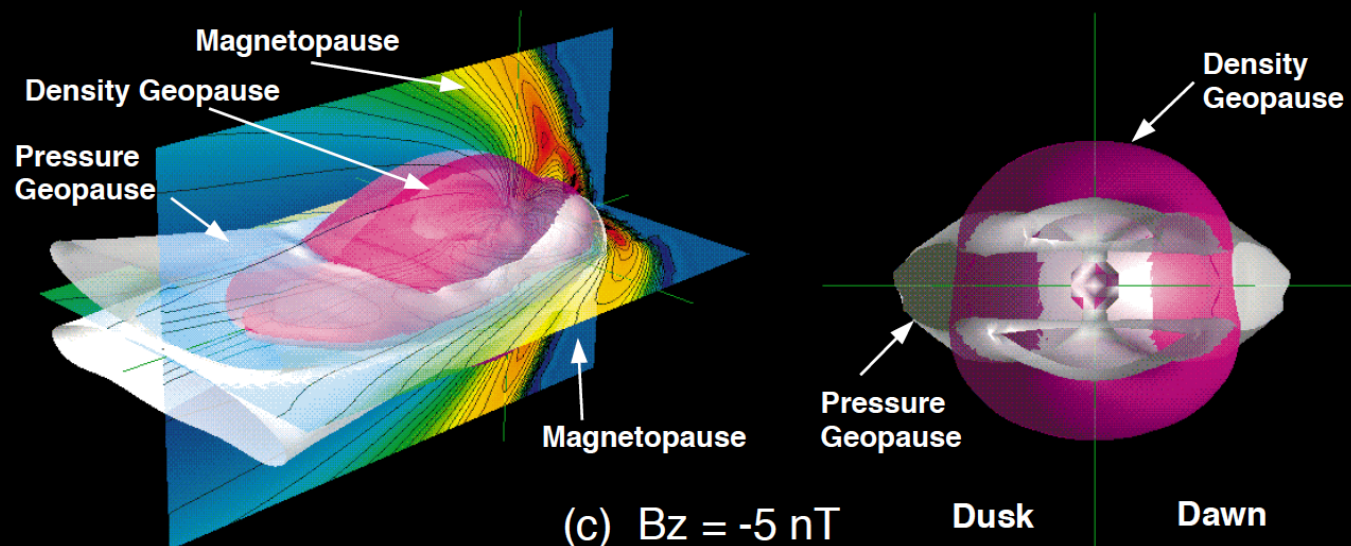 Magnetopause
Density Geopause
Pressure
Geopause
Magnetopause
(c) Bz = -5 nT
Density
Geopause
Pressure
Geopause
Dusk
Dawn